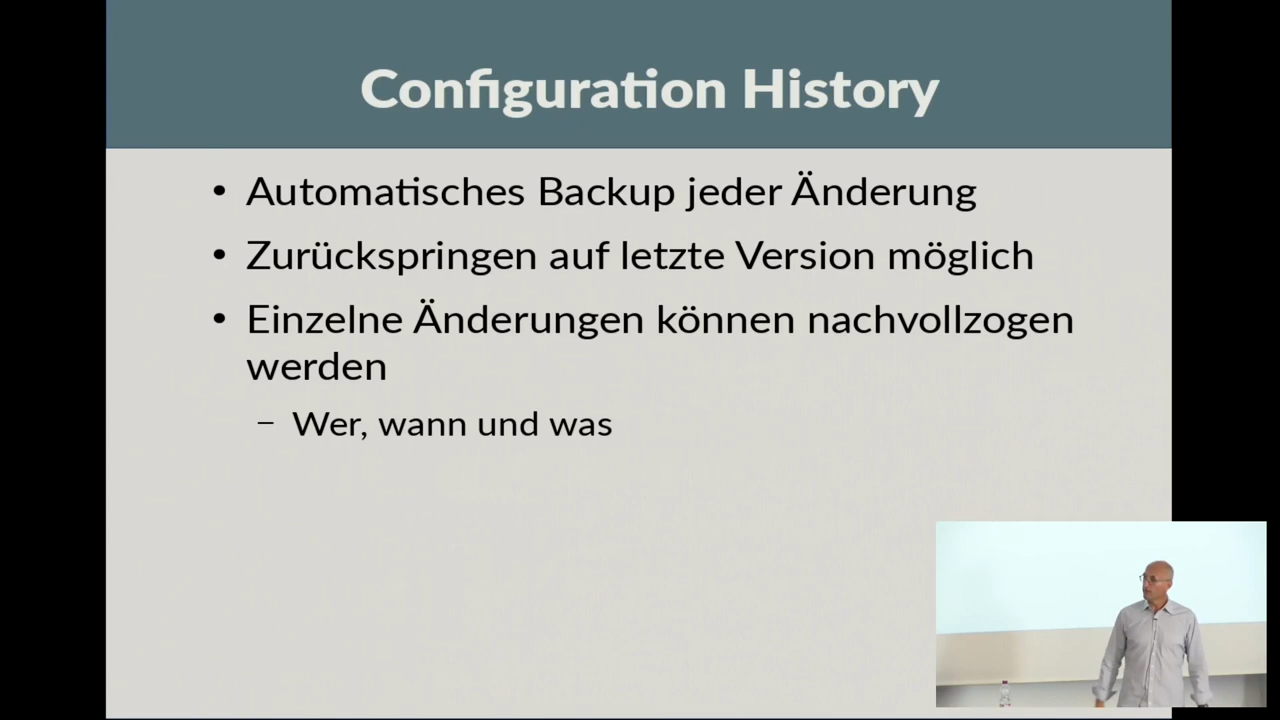 Configuration History
• Automatisches Backup jeder Änderung
• Zurückspringen auf letzte Version möglich
• Einzelne Änderungen können nachvollzogen
werden
– Wer, wann und was